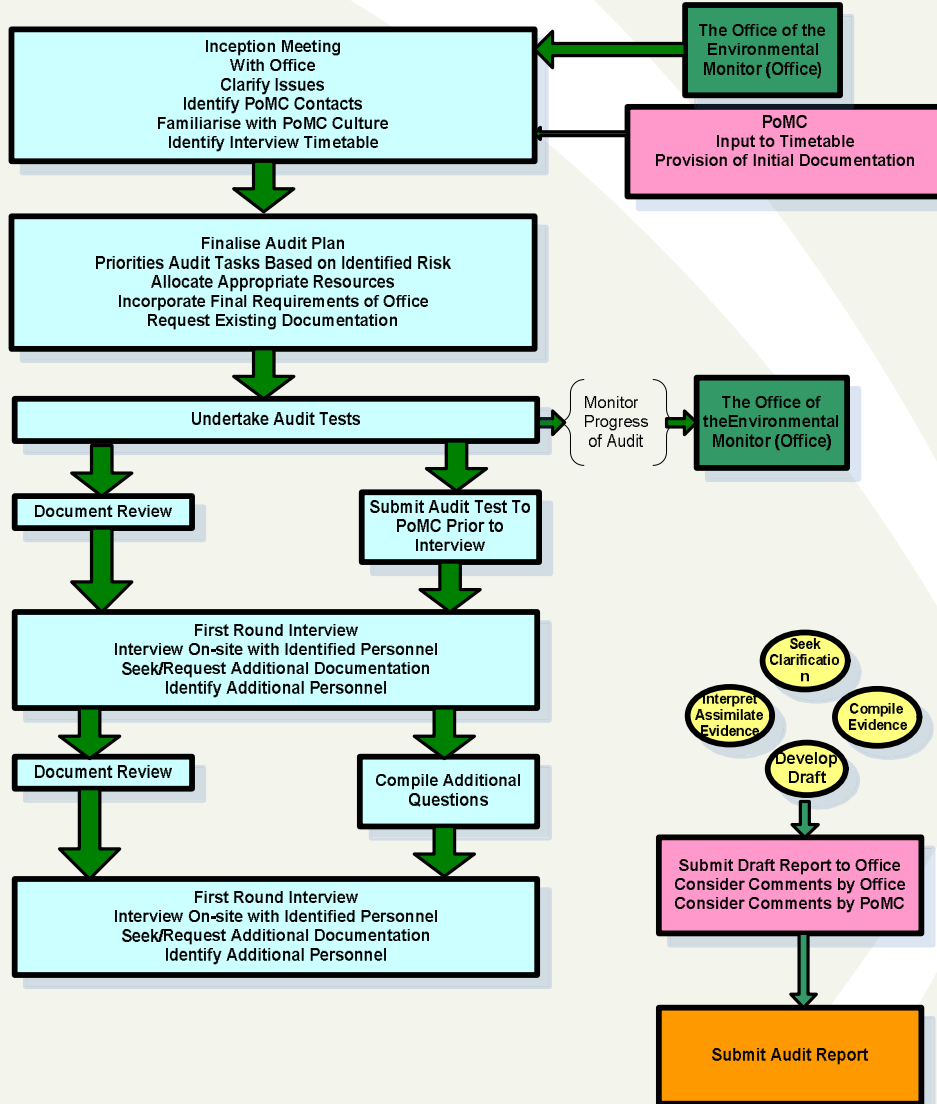 Inception Meeting
With Office
Clarify Issues
Identify PoMC Contacts
Familiarise with PoMC Culture
Identify Interview Timetable
The Office of the
Environmental
Monitor (Office)
PoMC
Input to Timetable
Provision of Initial Documentation
Finalise Audit Plan
Priorities Audit Tasks Based on Identified Risk
Allocate Appropriate Resources
Incorporate Final Requirements of Office
Request Existing Documentation
Undertake Audit Tests
Monitor
Progress
of Audit
The Office of
theEnvironmental
Monitor (Office)
Document Review
Submit Audit Test To
PoMC Prior to
Interview
First Round Interview
Interview On-site with Identified Personnel
Seek/Request Additional Documentation
Identify Additional Personnel
Document Review
Compile Additional
Questions
First Round Interview
Interview On-site with Identified Personnel
Seek/Request Additional Documentation
Identify Additional Personnel
Seek
Clarificatio
n
Interpret
Assimilate
Evidence
Compile
Evidence
Develop
Draft
Submit Draft Report to Office
Consider Comments by Office
Consider Comments by PoMC
Submit Audit Report